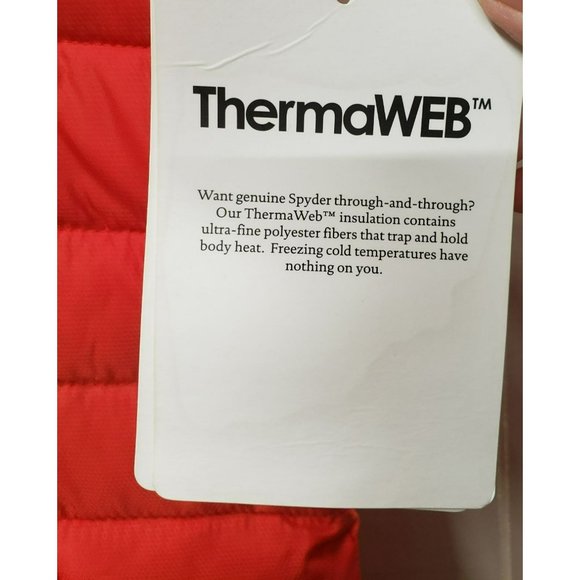 ThermaWEB™
Want genuine Spyder through-and-through?
Our ThermaWeb™ insulation contains
ultra-fine polyester fibers that trap and hold
body heat. Freezing cold temperatures have
nothing on you.